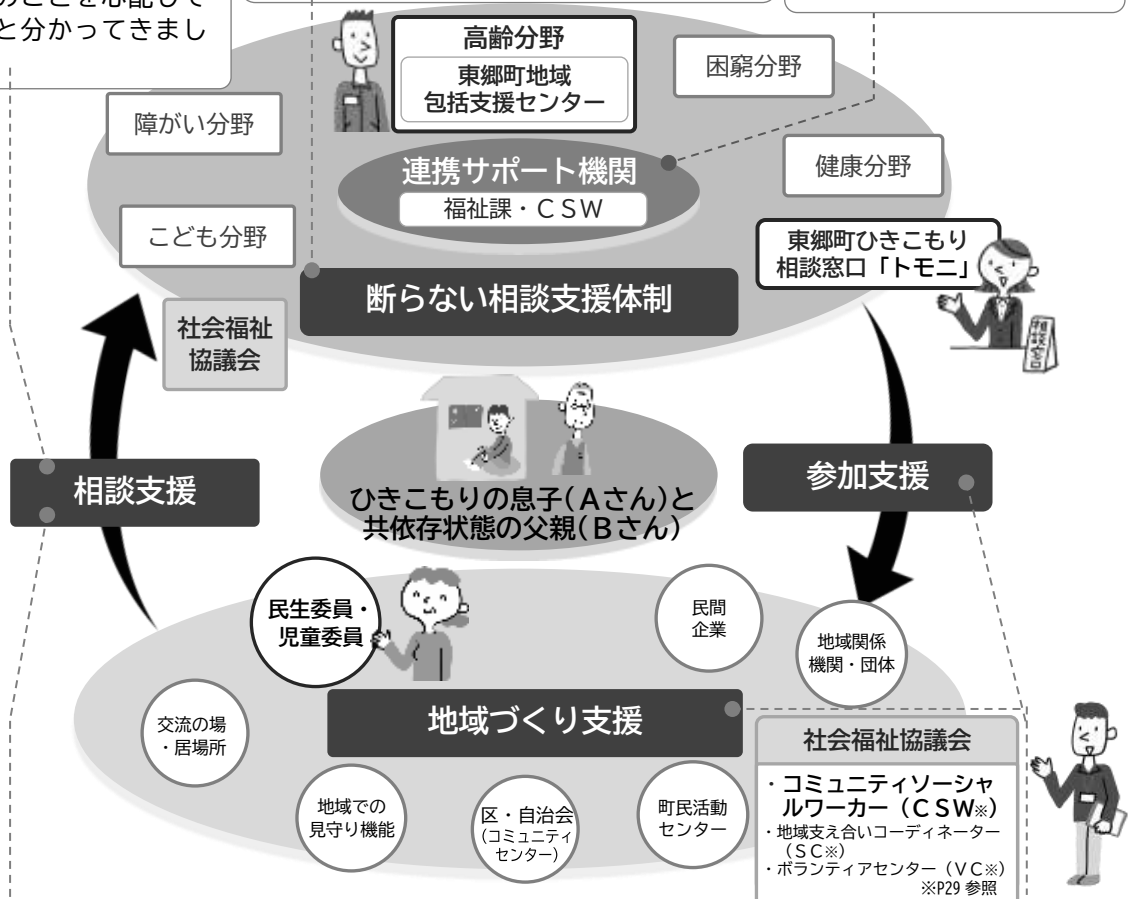 のことを心配して
と分かってきまし
高齢分野
東郷町地域
包括支援センター
困窮分野
障がい分野
連携サポート機関
福祉課・ＣＳＷ
健康分野
こども分野
東郷町ひきこもり
相談窓口「トモニ」
断らない相談支援体制
相談窓口
社会福祉
協議会
相談支援
参加支援
ひきこもりの息子(Ａさん)と
共依存状態の父親(Ｂさん)
民生委員・
児童委員
民間
企業
地域関係
機関・団体
交流の場
・居場所
地域づくり支援
地域での
見守り機能
区・自治会
(コミュニティ
センター)
町民活動
センター
社会福祉協議会
・コミュニティソーシャ
ルワーカー（ＣＳＷ※）
・地域支え合いコーディネーター
（ＳＣ※）
・ボランティアセンター（ＶＣ※）
※P29 参照